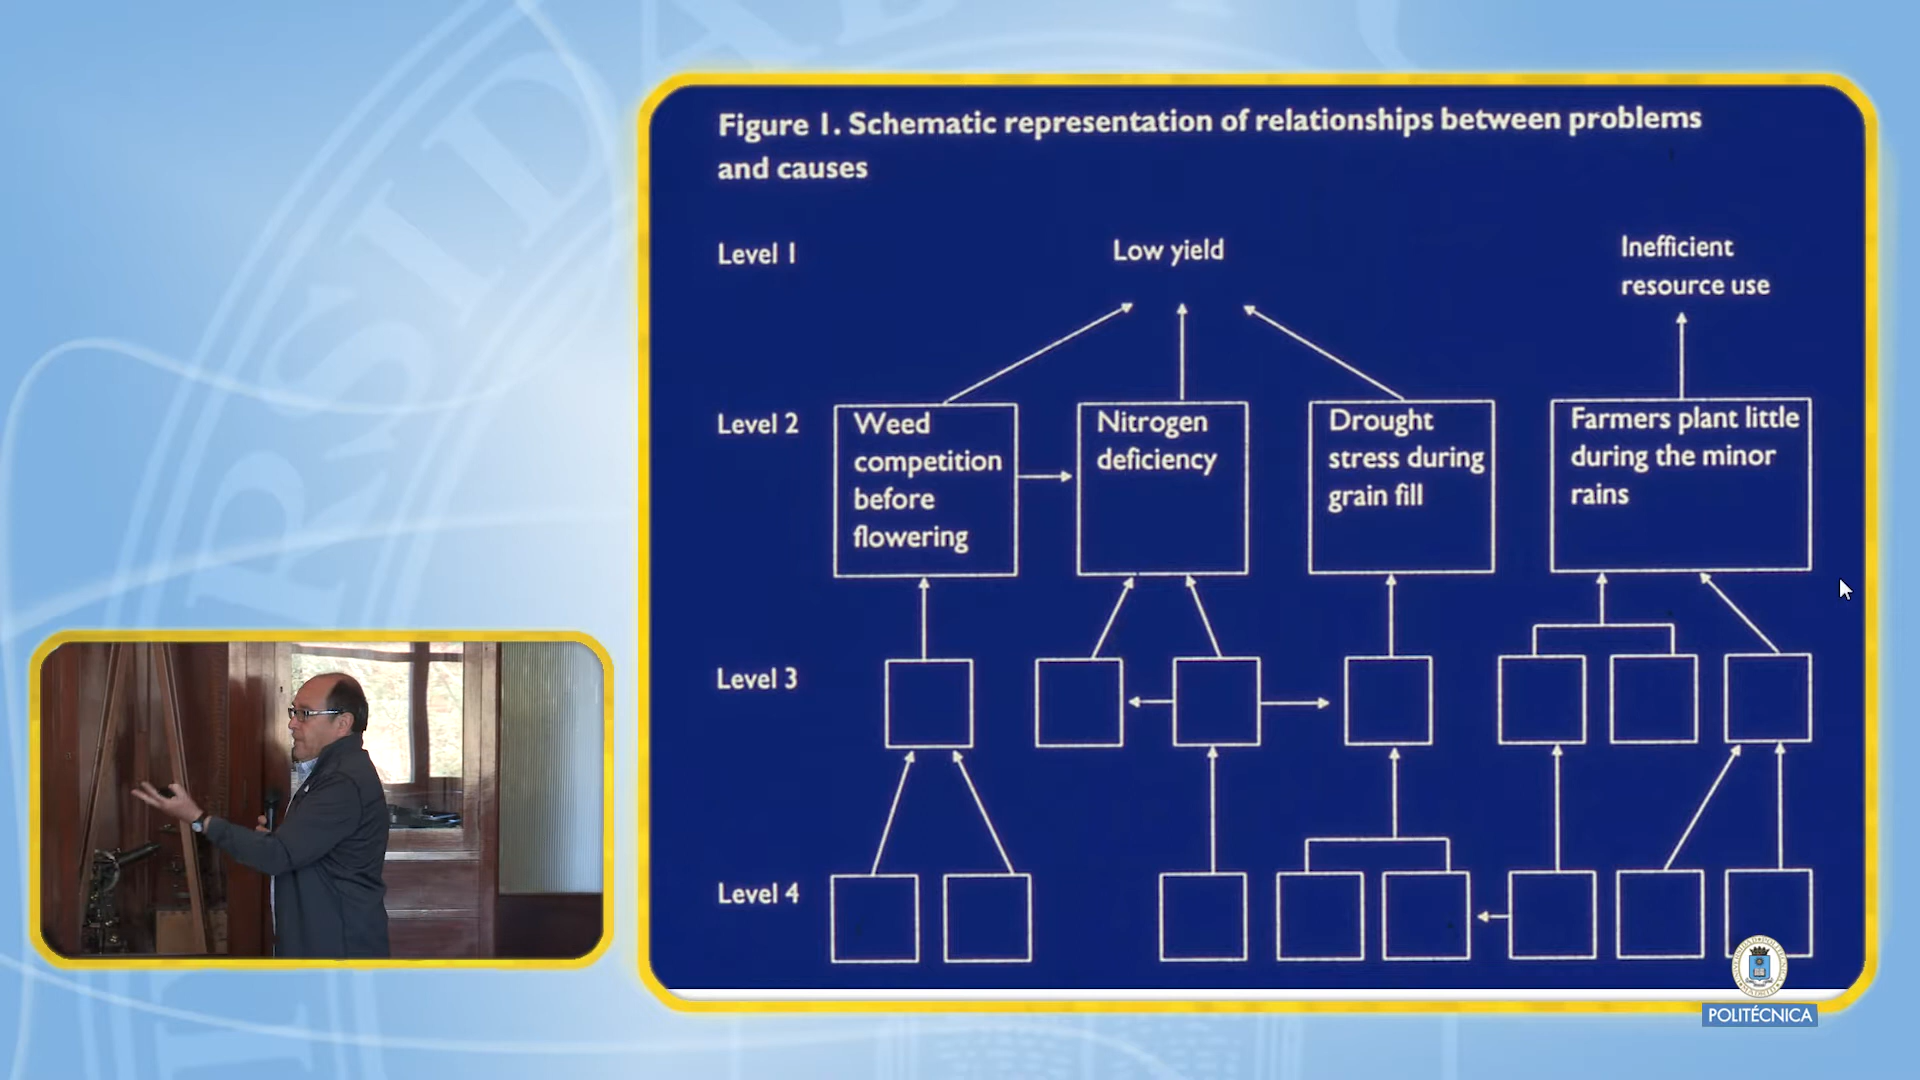 Figure 1. Schematic representation of relationships between problems
and causes
Level 1
Low yield
Inefficient
resource use
Level 2
Weed
competition
before
flowering
Nitrogen
deficiency
Drought
stress during
grain fill
Farmers plant little
during the minor
rains
Level 3
Level 4
POLITÉCNICA